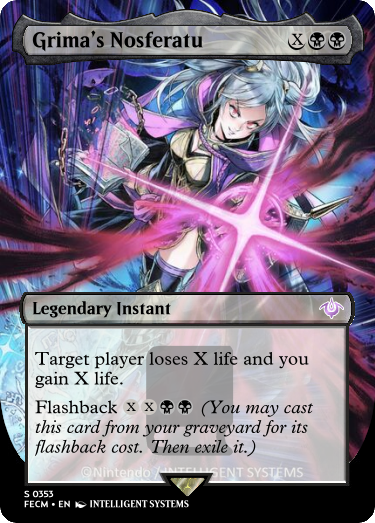 Grima's Nosferatu X
Legendary Instant
Target player loses X life and you
gain X life.
Flashback X X (You may cast
this card from your graveyard for its
flashback cost. Then exile it.)
©Nintendo / INTELLIGENT SYSTEMS
S 0353
FECM • EN INTELLIGENT SYSTEMS